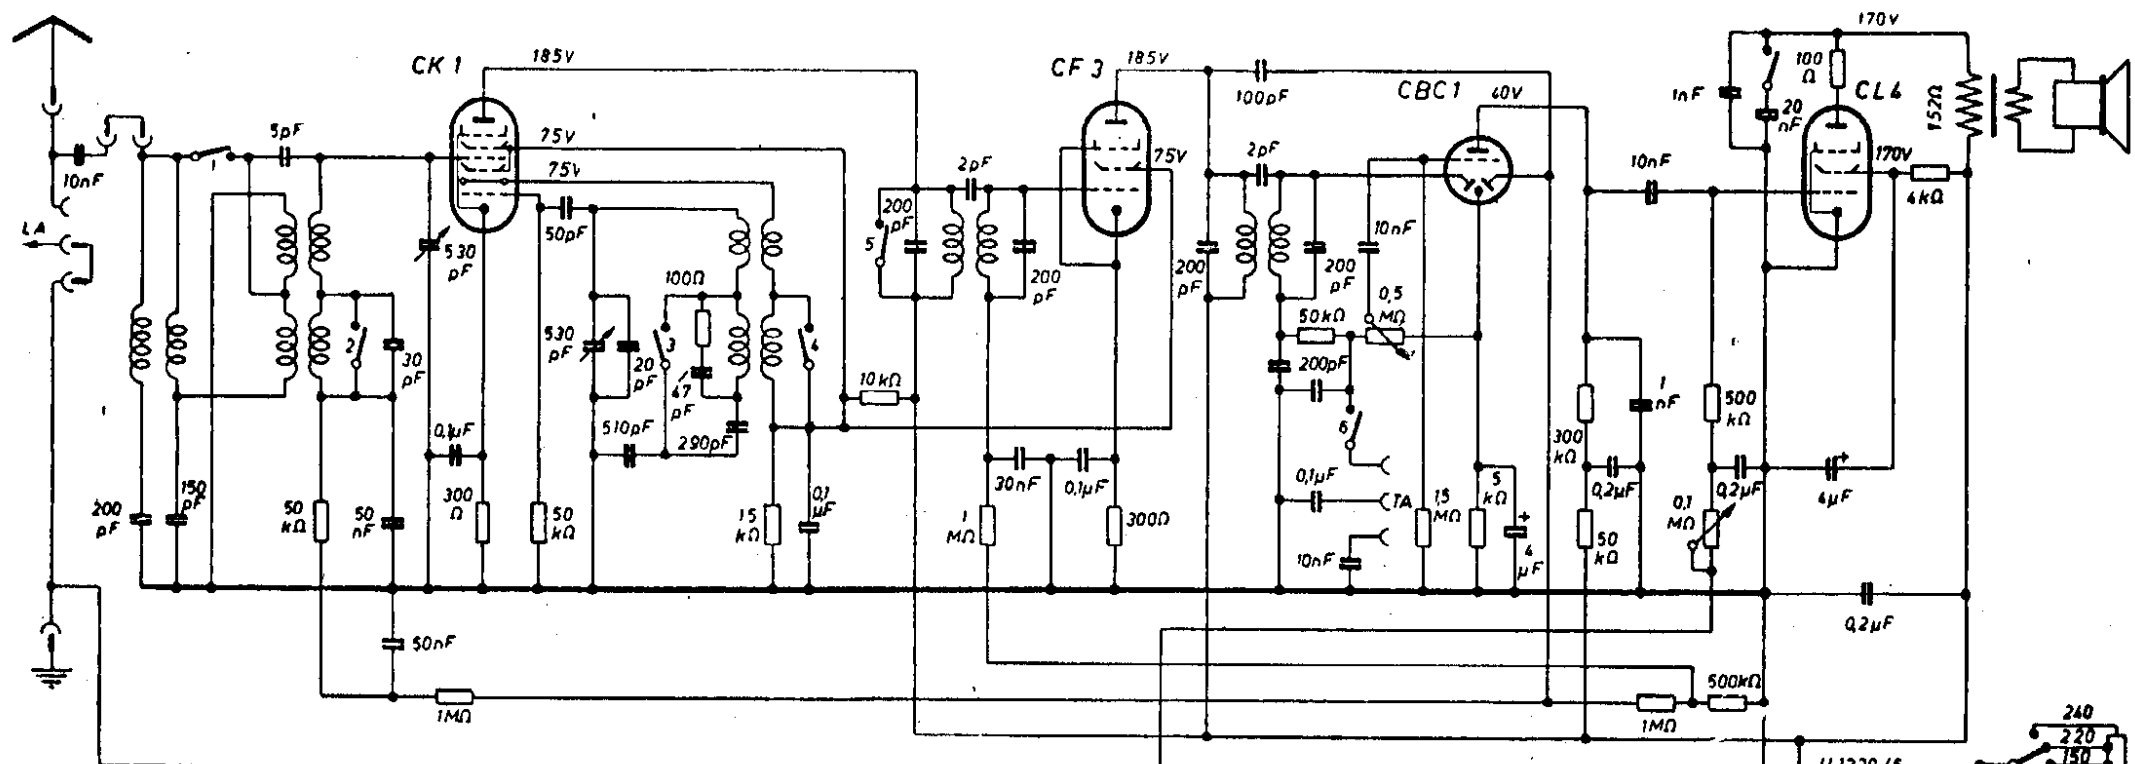 CK 1
185V
CF 3
185V
CBC1
40V
170V
CL4
100
Ω
1nF
20
nF
152Ω
170V
4kΩ
10nF
LA
1
5pF
75V
75V
530
pF
50pF
2
30
pF
530
pF
20
pF
100Ω
3
47
pF
4
510pF
290pF
0,1µF
10kΩ
5
200
pF
2pF
200
pF
75V
100pF
2pF
200
pF
200
pF
10nF
0,5
MΩ
50kΩ
200pF
6
0,1µF
TA
10nF
1,5
MΩ
5
kΩ
4
µF
10nF
300
kΩ
1
nF
500
kΩ
0,2µF
0,2µF
4µF
50
kΩ
0,1
MΩ
0,2µF
200
pF
150
pF
50
kΩ
50
nF
300
Ω
50
kΩ
15
kΩ
0,1
µF
30nF
0,1µF
1
MΩ
300Ω
50nF
1MΩ
1MΩ
500kΩ
240
220
150